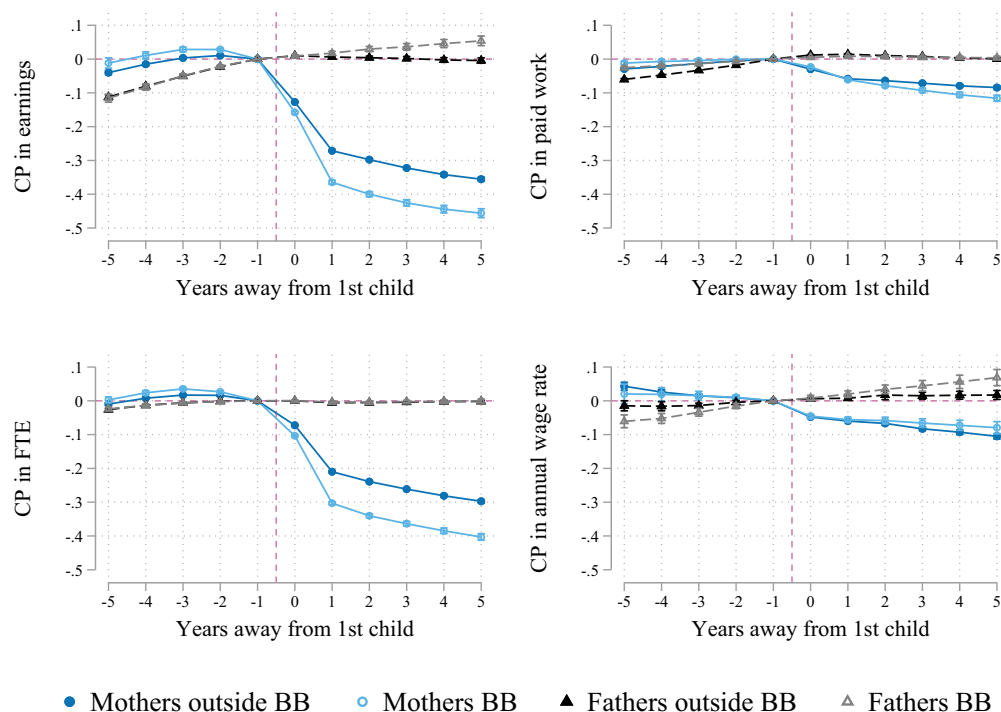 CP in earnings
.1
0
-.1
-.2
-.3
-.4
-.5
-5 -4 -3 -2 -1 0 1 2 3 4 5
Years away from 1st child
CP in paid work
.1
0
-.1
-.2
-.3
-.4
-.5
-5 -4 -3 -2 -1 0 1 2 3 4 5
Years away from 1st child
CP in FTE
.1
0
-.1
-.2
-.3
-.4
-.5
-5 -4 -3 -2 -1 0 1 2 3 4 5
Years away from 1st child
CP in annual wage rate
.1
0
-.1
-.2
-.3
-.4
-.5
-5 -4 -3 -2 -1 0 1 2 3 4 5
Years away from 1st child
Mothers outside BB Mothers BB Fathers outside BB Fathers BB